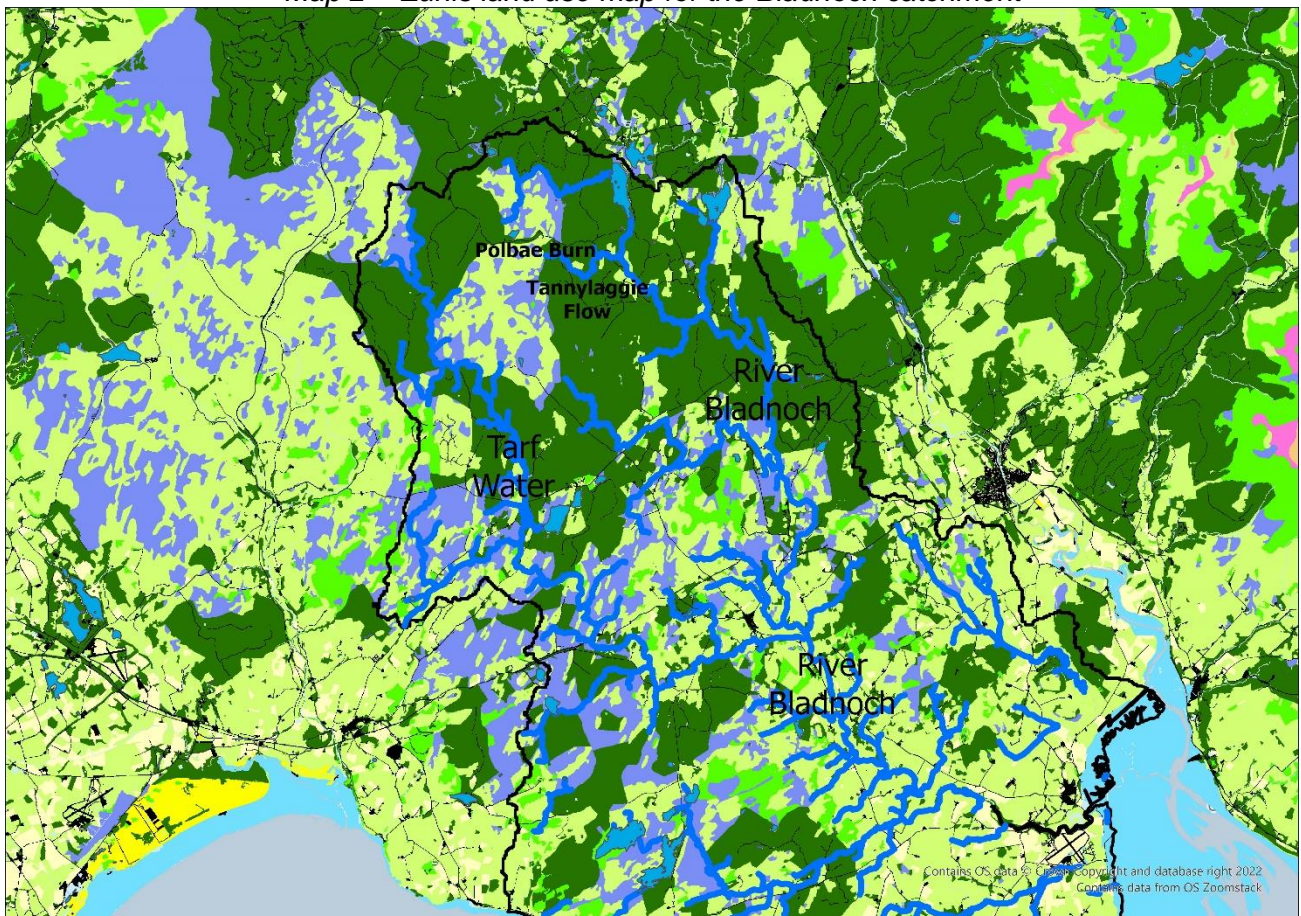 Map 2 – Eunis land use map for the Bladnoch catchment
Polbae Burn
Tannylaggie
Flow
River
Bladnoch
Tarf
Water
River
Bladnoch
Contains OS data © Crown Copyright and database right 2022
Contains data from OS Zoomstack